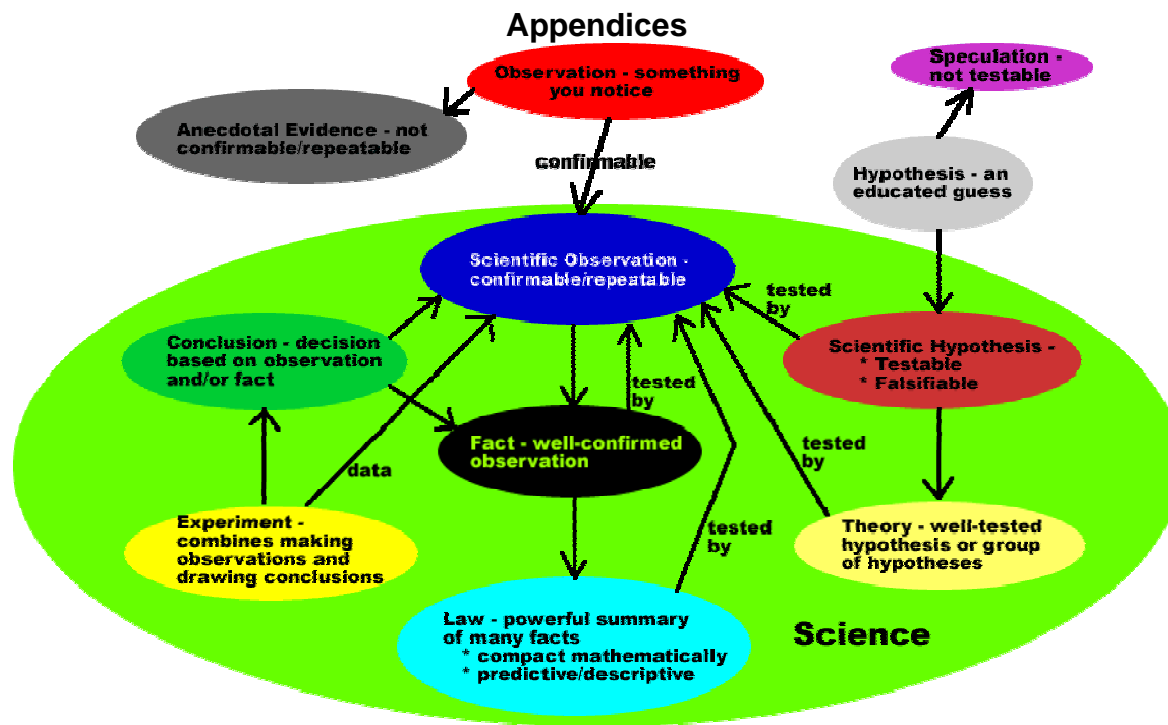 Appendices
Observation - something
you notice
Speculation -
not testable
Anecdotal Evidence - not
confirmable/repeatable
confirmable
Hypothesis - an
educated guess
Scientific Observation -
confirmable/repeatable
tested
by
Conclusion - decision
based on observation
and/or fact
Scientific Hypothesis -
* Testable
* Falsifiable
tested
by
Fact - well-confirmed
observation
data
tested
by
Experiment -
combines making
observations and
drawing conclusions
tested
by
Theory - well-tested
hypothesis or group
of hypotheses
Law - powerful summary
of many facts
* compact mathematically
* predictive/descriptive
Science